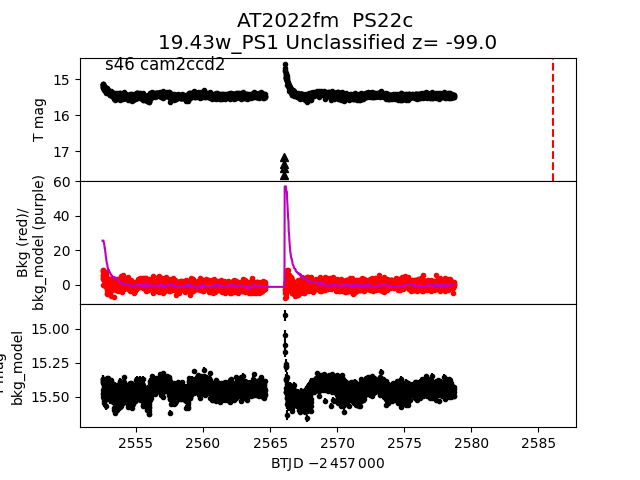 AT2022fm PS22c
19.43w_PS1 Unclassified z= -99.0
s46 cam2ccd2
T mag
15
16
17
Bkg (red)/
bkg_model (purple)
60
40
20
0
bkg_model
15.00
15.25
15.50
2555
2560
2565
2570
2575
2580
2585
BTJD −2 457 000